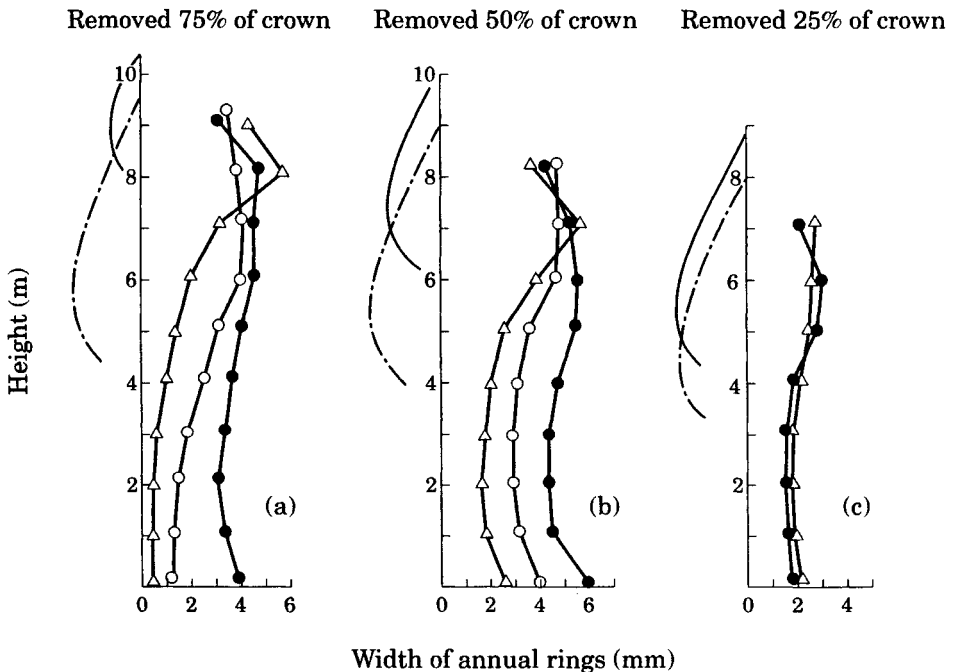 Removed 75% of crown
Removed 50% of crown
Removed 25% of crown
Height (m)
10
8
6
4
2
0 2 4 6
(a)
10
8
6
4
2
0 2 4 6
(b)
8
6
4
2
0 2 4
(c)
Width of annual rings (mm)